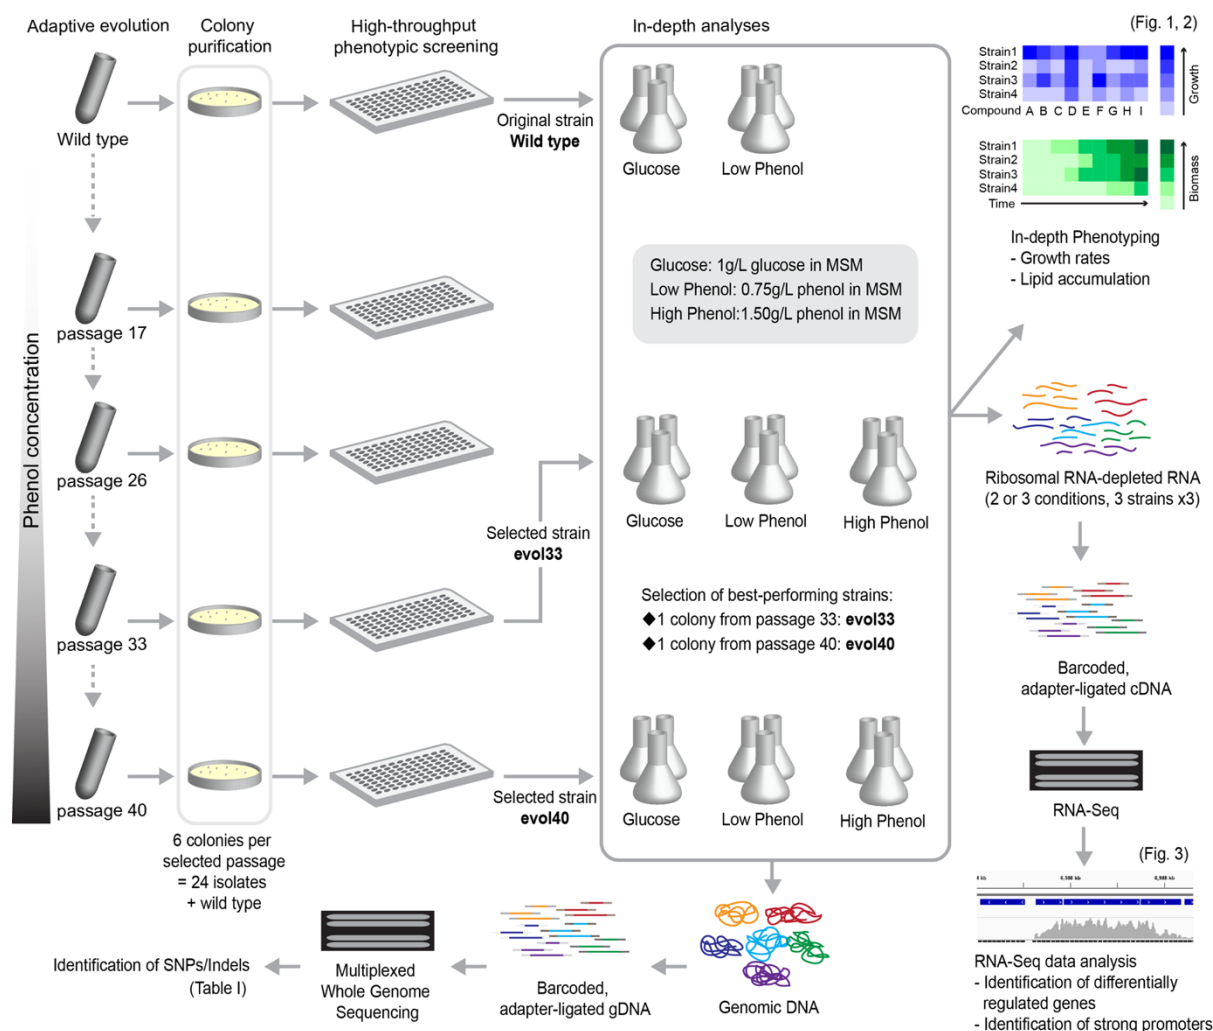 Adaptive evolution
Colony
purification
High-throughput
phenotypic screening
In-depth analyses
(Fig. 1, 2)
Wild type
Original strain
Wild type
Glucose
Low Phenol
Strain1
Strain2
Strain3
Strain4
Compound A B C D E F G H I
Growth
Strain1
Strain2
Strain3
Strain4
Time
Biomass
In-depth Phenotyping
- Growth rates
- Lipid accumulation
Glucose: 1g/L glucose in MSM
Low Phenol: 0.75g/L phenol in MSM
High Phenol:1.50g/L phenol in MSM
Phenol concentration
passage 17
passage 26
passage 33
passage 40
Selected strain
evol33
Glucose
Low Phenol
High Phenol
Ribosomal RNA-depleted RNA
(2 or 3 conditions, 3 strains x3)
Selection of best-performing strains:
◆1 colony from passage 33: evol33
◆1 colony from passage 40: evol40
Barcoded,
adapter-ligated cDNA
Selected strain
evol40
Glucose
Low Phenol
High Phenol
RNA-Seq
6 colonies per
selected passage
= 24 isolates
+ wild type
(Fig. 3)
RNA-Seq data analysis
- Identification of differentially
regulated genes
- Identification of strong promoters
Identification of SNPs/Indels
(Table I)
Multiplexed
Whole Genome
Sequencing
Barcoded,
adapter-ligated gDNA
Genomic DNA